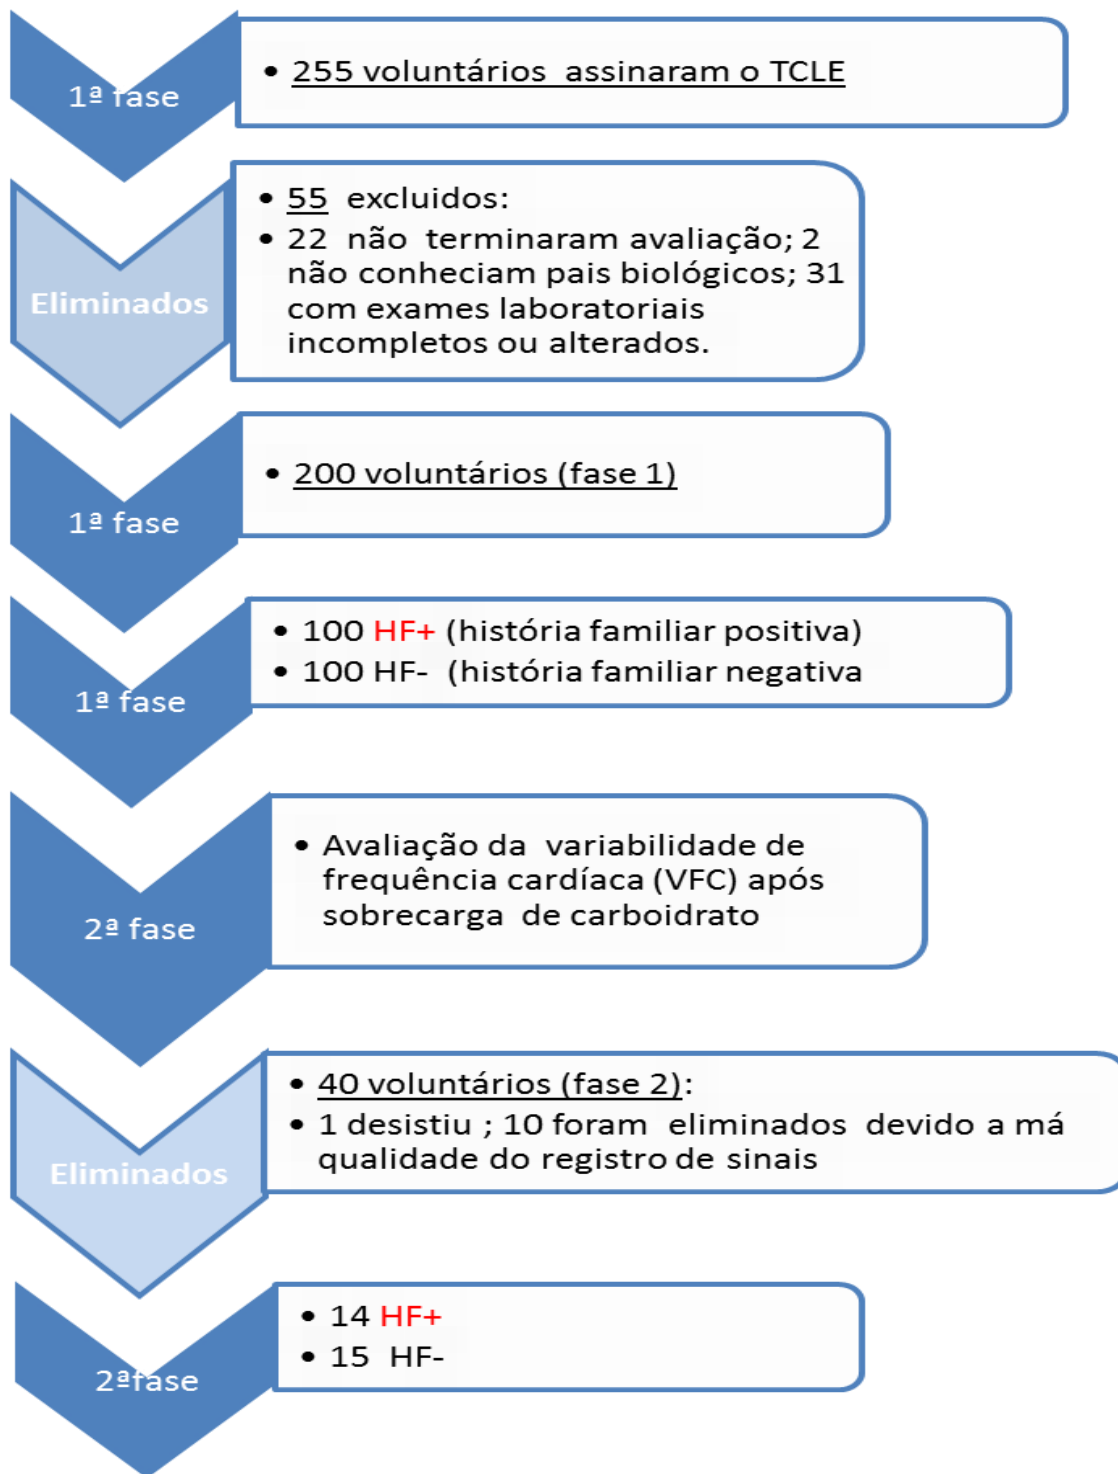 1ª fase
• 255 voluntários assinaram o TCLE
Eliminados
• 55 excluidos:
• 22 não terminaram avaliação; 2
não conheciam pais biológicos; 31
com exames laboratoriais
incompletos ou alterados.
1ª fase
• 200 voluntários (fase 1)
1ª fase
• 100 HF+ (história familiar positiva)
• 100 HF- (história familiar negativa
2ª fase
• Avaliação da variabilidade de
frequência cardíaca (VFC) após
sobrecarga de carboidrato
Eliminados
• 40 voluntários (fase 2):
• 1 desistiu ; 10 foram eliminados devido a má
qualidade do registro de sinais
2ªfase
• 14 HF+
• 15 HF-